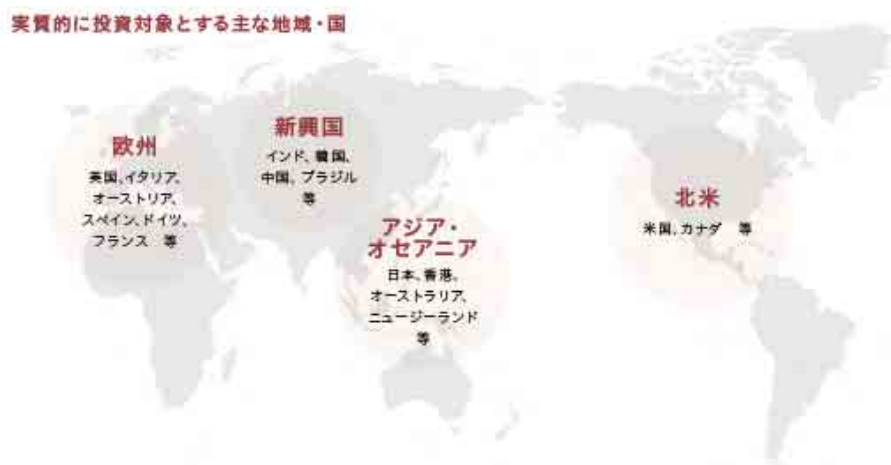 実質的に投資対象とする主な地域・国
欧州
英国、イタリア、
オーストリア、
スペイン、ドイツ、
フランス 等
新興国
インド、韓国、
中国、ブラジル
等
アジア・
オセアニア
日本、香港、
オーストラリア、
ニュージーランド
等
北米
米国、カナダ 等